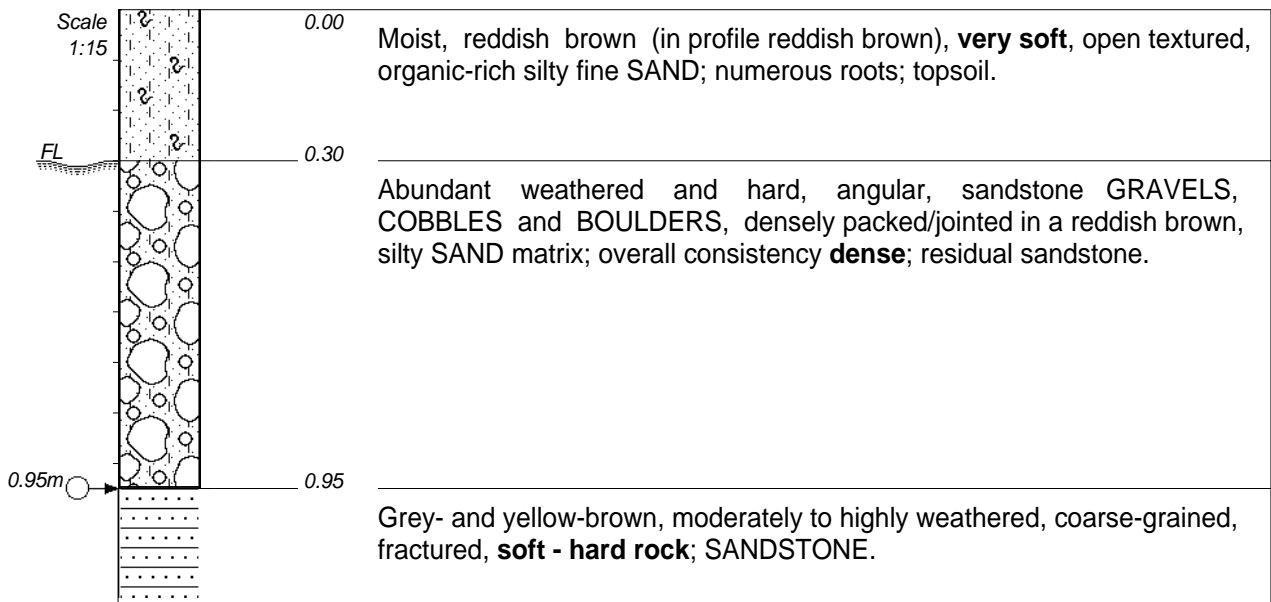 Scale
1:15
0.00
Moist, reddish brown (in profile reddish brown), very soft, open textured,
organic-rich silty fine SAND; numerous roots; topsoil.
FL
0.30
Abundant weathered and hard, angular, sandstone GRAVELS,
COBBLES and BOULDERS, densely packed/jointed in a reddish brown,
silty SAND matrix; overall consistency dense; residual sandstone.
0.95m
0.95
Grey- and yellow-brown, moderately to highly weathered, coarse-grained,
fractured, soft - hard rock; SANDSTONE.